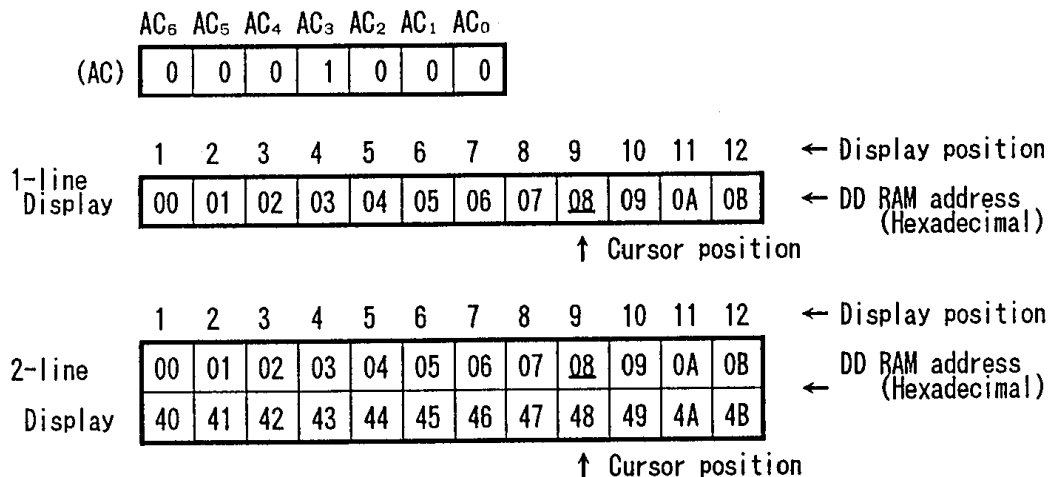 AC₆ AC₅ AC₄ AC₃ AC₂ AC₁ AC₀
(AC) 0 0 0 1 0 0 0
1 2 3 4 5 6 7 8 9 10 11 12 ← Display position
1-line
Display 00 01 02 03 04 05 06 07 08 09 0A 0B ← DD RAM address
(Hexadecimal)
↑ Cursor position
1 2 3 4 5 6 7 8 9 10 11 12 ← Display position
2-line 00 01 02 03 04 05 06 07 08 09 0A 0B DD RAM address
← (Hexadecimal)
Display 40 41 42 43 44 45 46 47 48 49 4A 4B
↑ Cursor position